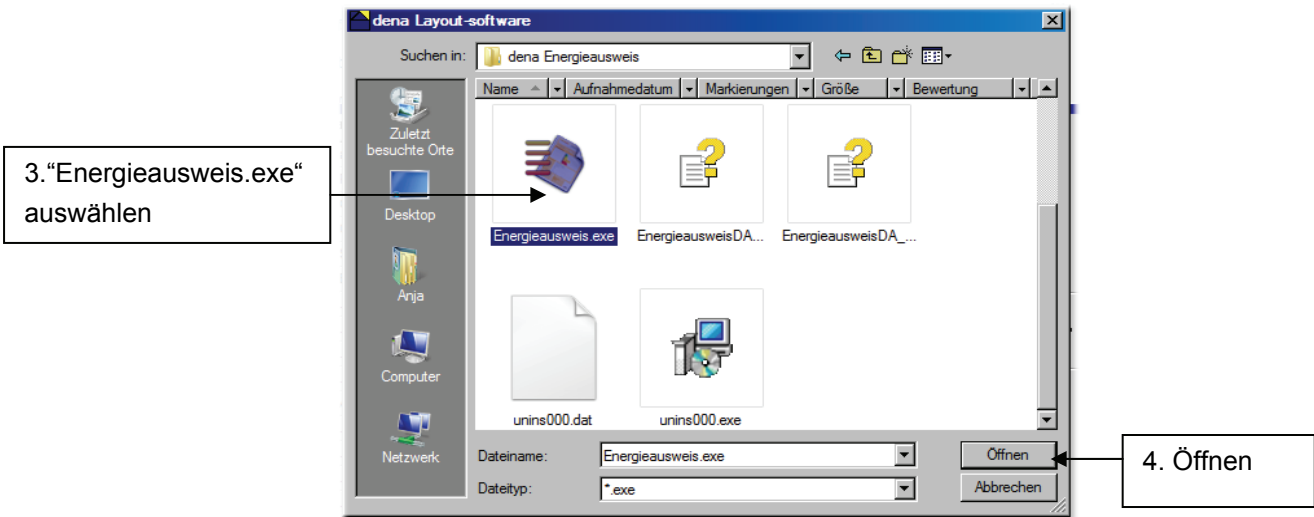 dena Layout-software
Suchen in:
dena Energieausweis
Name
Aufnahmedatum
Markierungen
Größe
Bewertung
Zuletzt
besuchte Orte
Desktop
Anja
Computer
Netzwerk
3.“Energieausweis.exe“
auswählen
Energieausweis.exe
EnergieausweisDA...
EnergieausweisDA_...
unins000.dat
unins000.exe
Dateiname:
Energieausweis.exe
Öffnen
Dateityp:
*.exe
Abbrechen
4. Öffnen